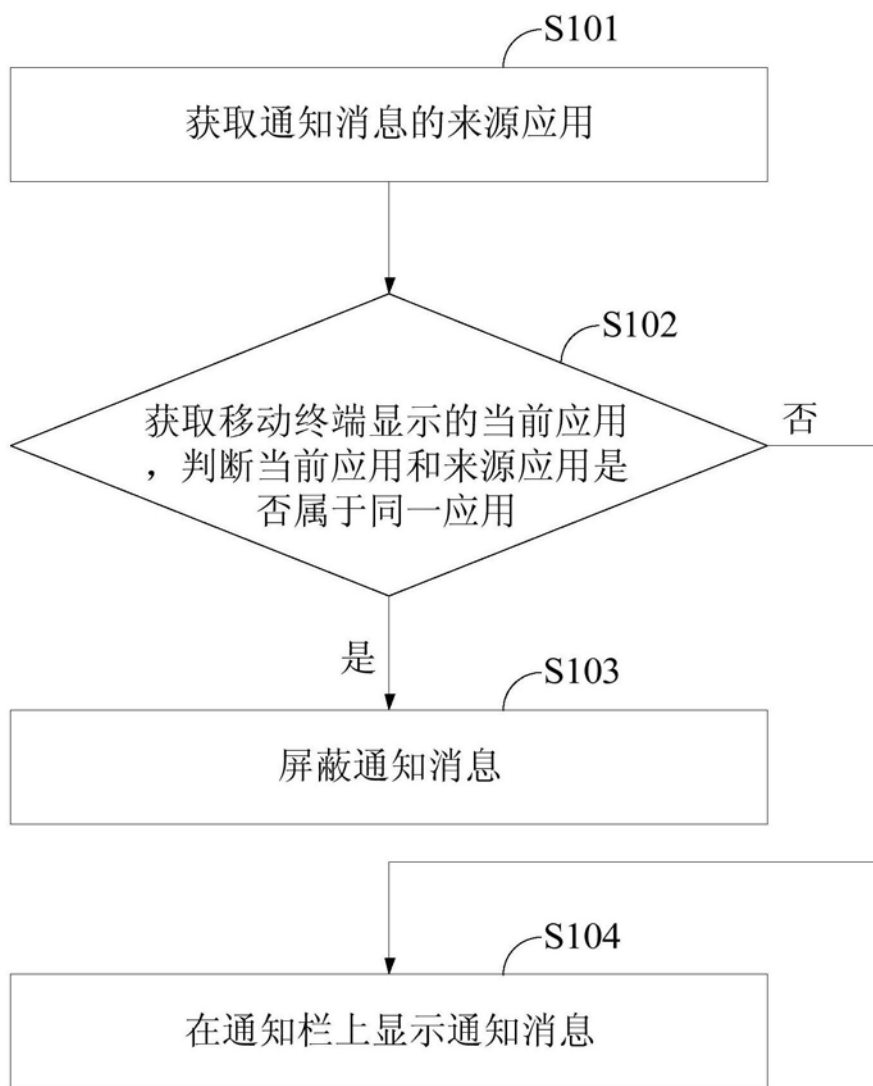 S101
获取通知消息的来源应用
S102
获取移动终端显示的当前应用
，判断当前应用和来源应用是
否属于同一应用
否
是
S103
屏蔽通知消息
S104
在通知栏上显示通知消息